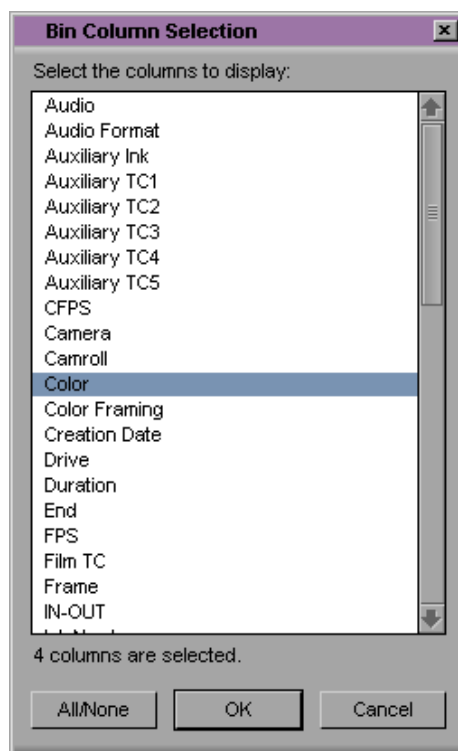 Bin Column Selection
Select the columns to display:
Audio
Audio Format
Auxiliary Ink
Auxiliary TC1
Auxiliary TC2
Auxiliary TC3
Auxiliary TC4
Auxiliary TC5
CFPS
Camera
Camroll
Color
Color Framing
Creation Date
Drive
Duration
End
FPS
Film TC
Frame
IN-OUT
4 columns are selected.
All/None OK Cancel